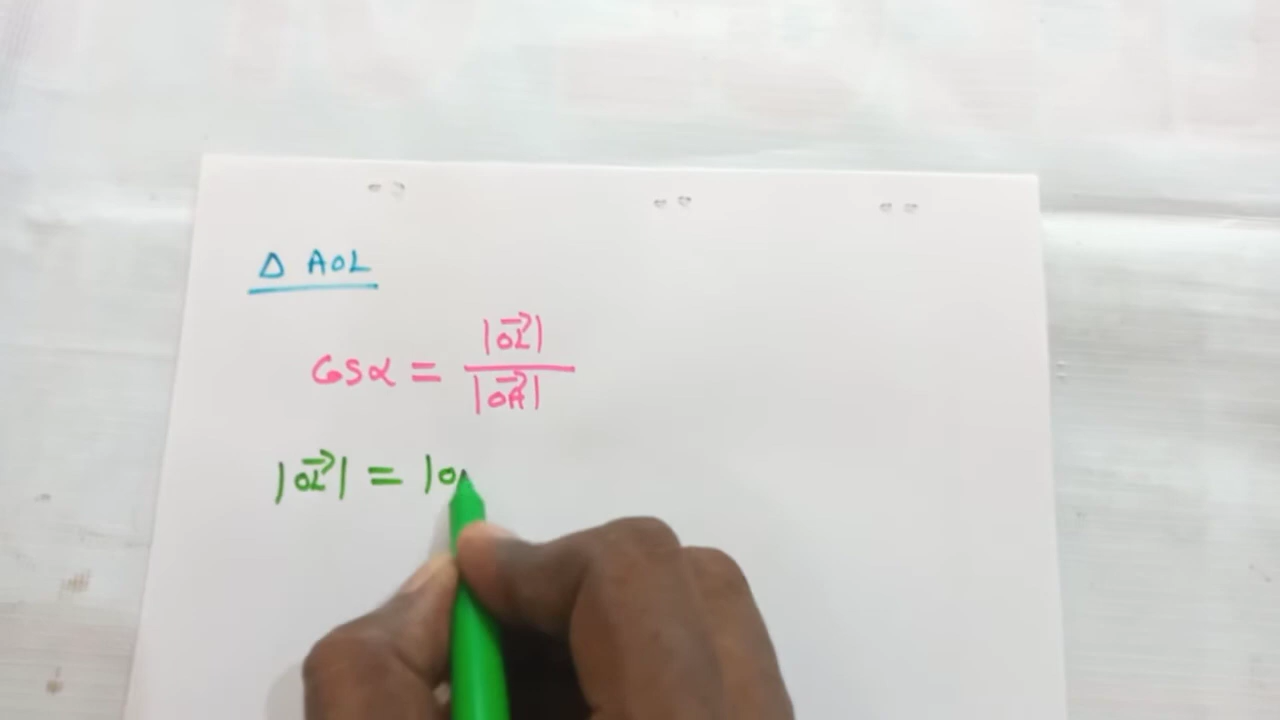 Δ AOL
Cosα = |OL→| / |OA→|
|OL→| = |O